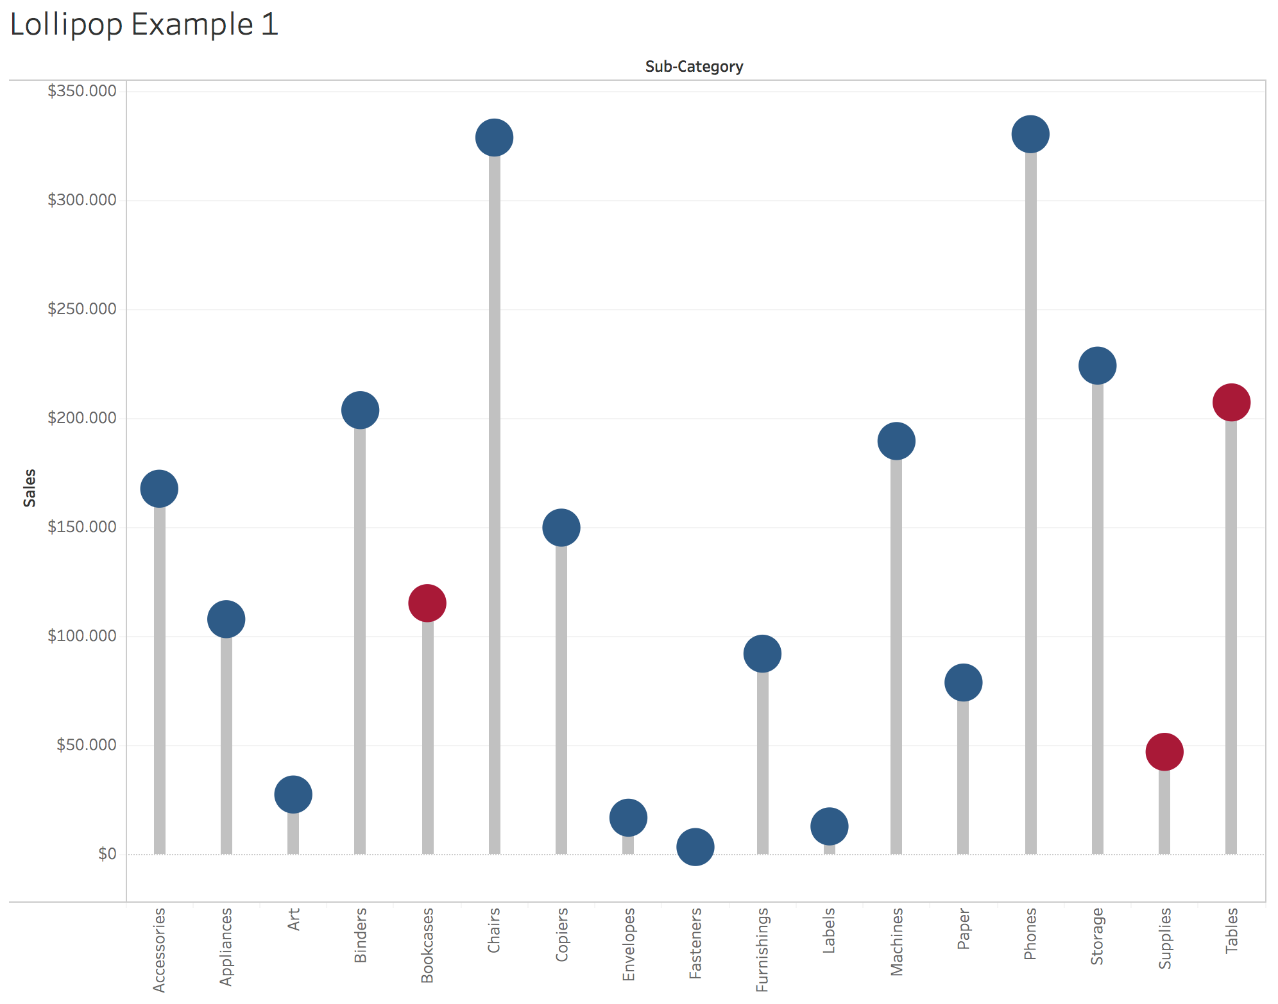 Lollipop Example 1
Sub-Category
$350.000
$300.000
$250.000
$200.000
$150.000
$100.000
$50.000
$0
Sales
Accessories
Appliances
Art
Binders
Bookcases
Chairs
Copiers
Envelopes
Fasteners
Furnishings
Labels
Machines
Paper
Phones
Storage
Supplies
Tables